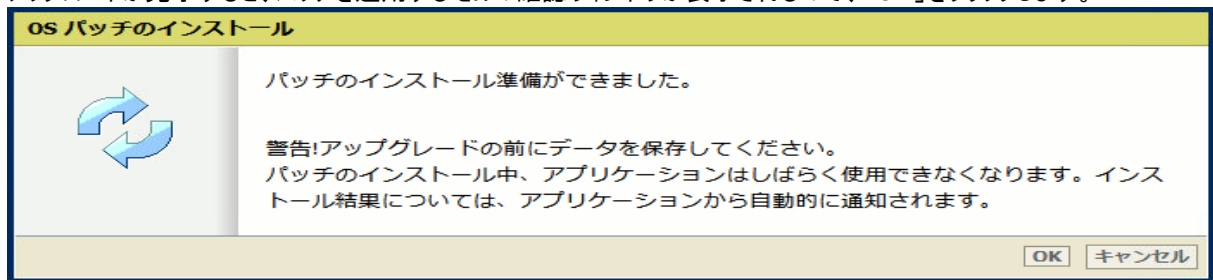 OS パッチのインストール
パッチのインストール準備ができました。
警告!アップグレードの前にデータを保存してください。
パッチのインストール中、アプリケーションはしばらく使用できなくなります。インス
トール結果については、アプリケーションから自動的に通知されます。
OK キャンセル